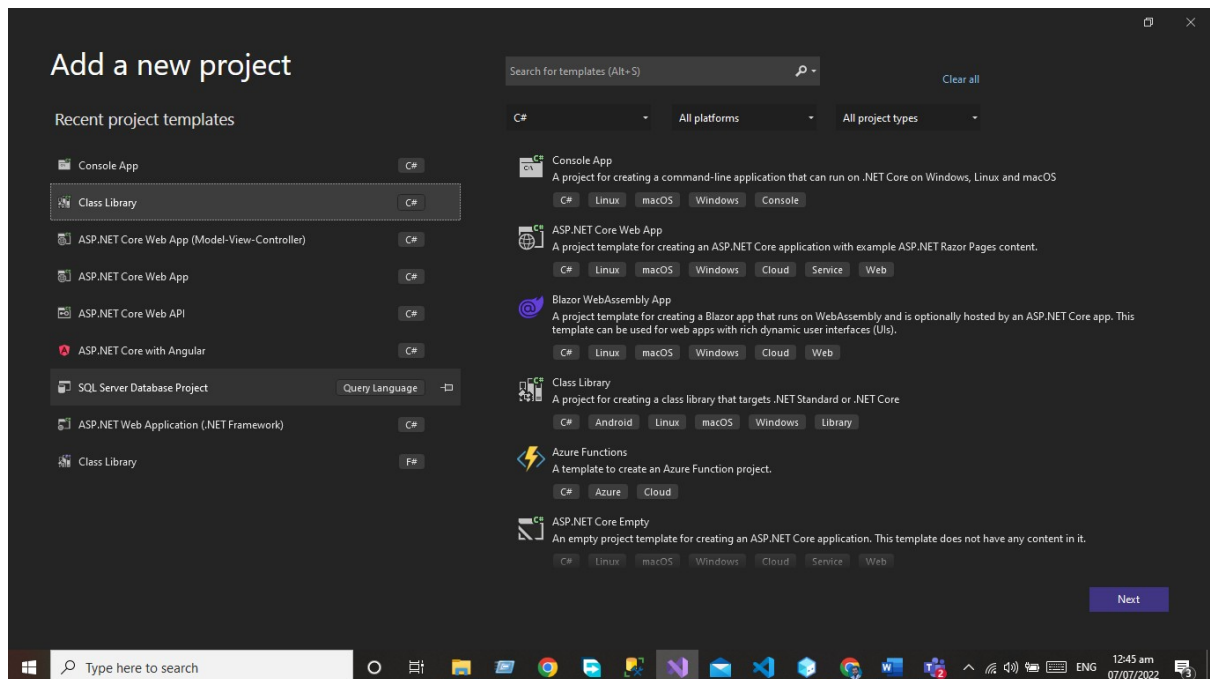 Add a new project
Search for templates (Alt+S)
Clear all
Recent project templates
C# All platforms All project types
Console App C#
Class Library C#
ASP.NET Core Web App (Model-View-Controller) C#
ASP.NET Core Web App C#
ASP.NET Core Web API C#
ASP.NET Core with Angular C#
SQL Server Database Project Query Language
ASP.NET Web Application (.NET Framework) C#
Class Library F#
Console App
A project for creating a command-line application that can run on .NET Core on Windows, Linux and macOS
C# Linux macOS Windows Console
ASP.NET Core Web App
A project template for creating an ASP.NET Core application with example ASP.NET Razor Pages content.
C# Linux macOS Windows Cloud Service Web
Blazor WebAssembly App
A project template for creating a Blazor app that runs on WebAssembly and is optionally hosted by an ASP.NET Core app. This
template can be used for web apps with rich dynamic user interfaces (UIs).
C# Linux macOS Windows Cloud Web
Class Library
A project for creating a class library that targets .NET Standard or .NET Core
C# Android Linux macOS Windows Library
Azure Functions
A template to create an Azure Function project.
C# Azure Cloud
ASP.NET Core Empty
An empty project template for creating an ASP.NET Core application. This template does not have any content in it.
C# Linux macOS Windows Cloud Service Web
Next
Type here to search
ENG
12:45 am
07/07/2022